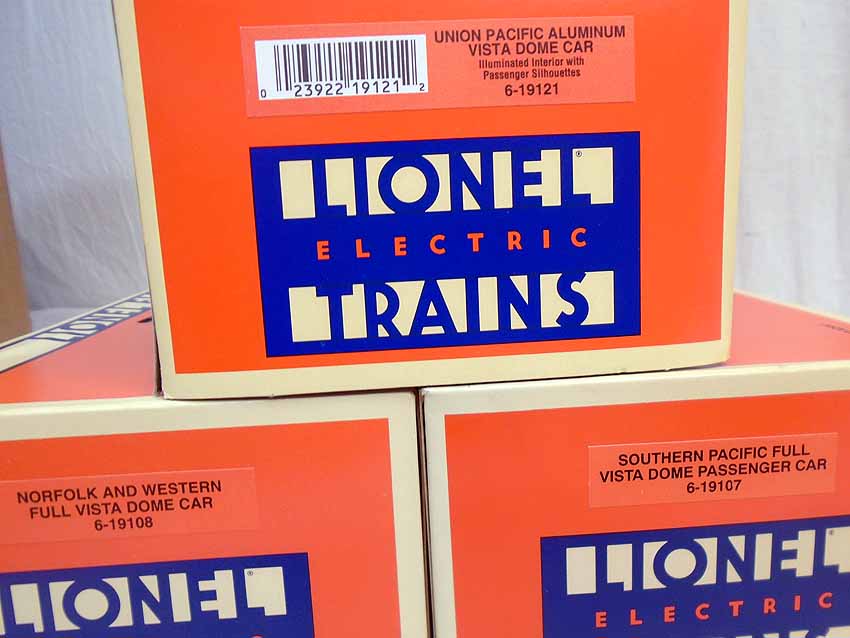 UNION PACIFIC ALUMINUM
VISTA DOME CAR
Illuminated Interior with
Passenger Silhouettes
6-19121
0 23922 19121 2
LIONEL®
ELECTRIC
TRAINS
LIONEL
NORFOLK AND WESTERN
FULL VISTA DOME CAR
6-19108
LIONEL®
SOUTHERN PACIFIC FULL
VISTA DOME PASSENGER CAR
6-19107
LIONEL
ELECTRIC